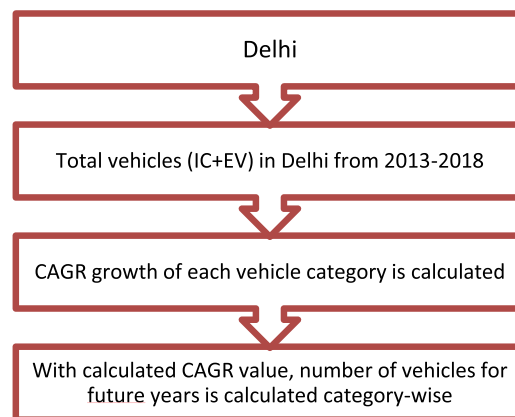 Delhi
Total vehicles (IC+EV) in Delhi from 2013-2018
CAGR growth of each vehicle category is calculated
With calculated CAGR value, number of vehicles for
future years is calculated category-wise